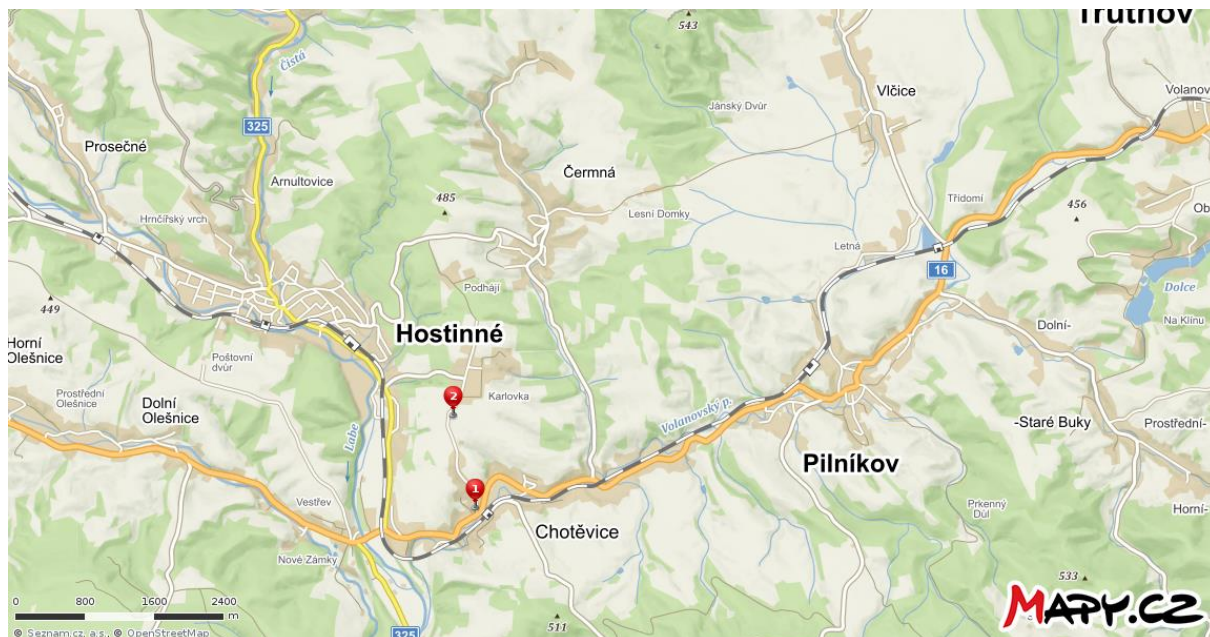 Trutnov
543
Čistá
Jánský Dvůr
Vlčice
Volanov
325
Prosečné
Čermná
Arnultovice
485
Lesní Domky
Třídomí
456
Hrnčířský vrch
Letná
16
Podhájí
Dolce
449
Na Klínu
Hostinné
Horní
Olešnice
Poštovní
dvůr
Dolní-
Prostřední
Olešnice
Dolní
Olešnice
2
Karlovka
Labe
Volanovský p.
-Staré Buky
Prostřední-
Pilníkov
1
Vestřev
Prkenný
Důl
Horní-
Chotěvice
Nové Zámky
533
0 800 1600 2400
m
511
325
© Seznam.cz, a.s., © OpenStreetMap
MAPY.CZ